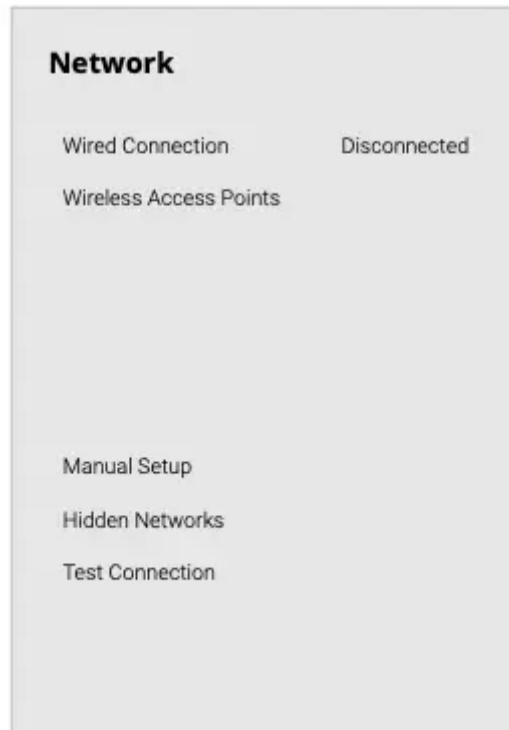 Network
Wired Connection Disconnected
Wireless Access Points
Manual Setup
Hidden Networks
Test Connection